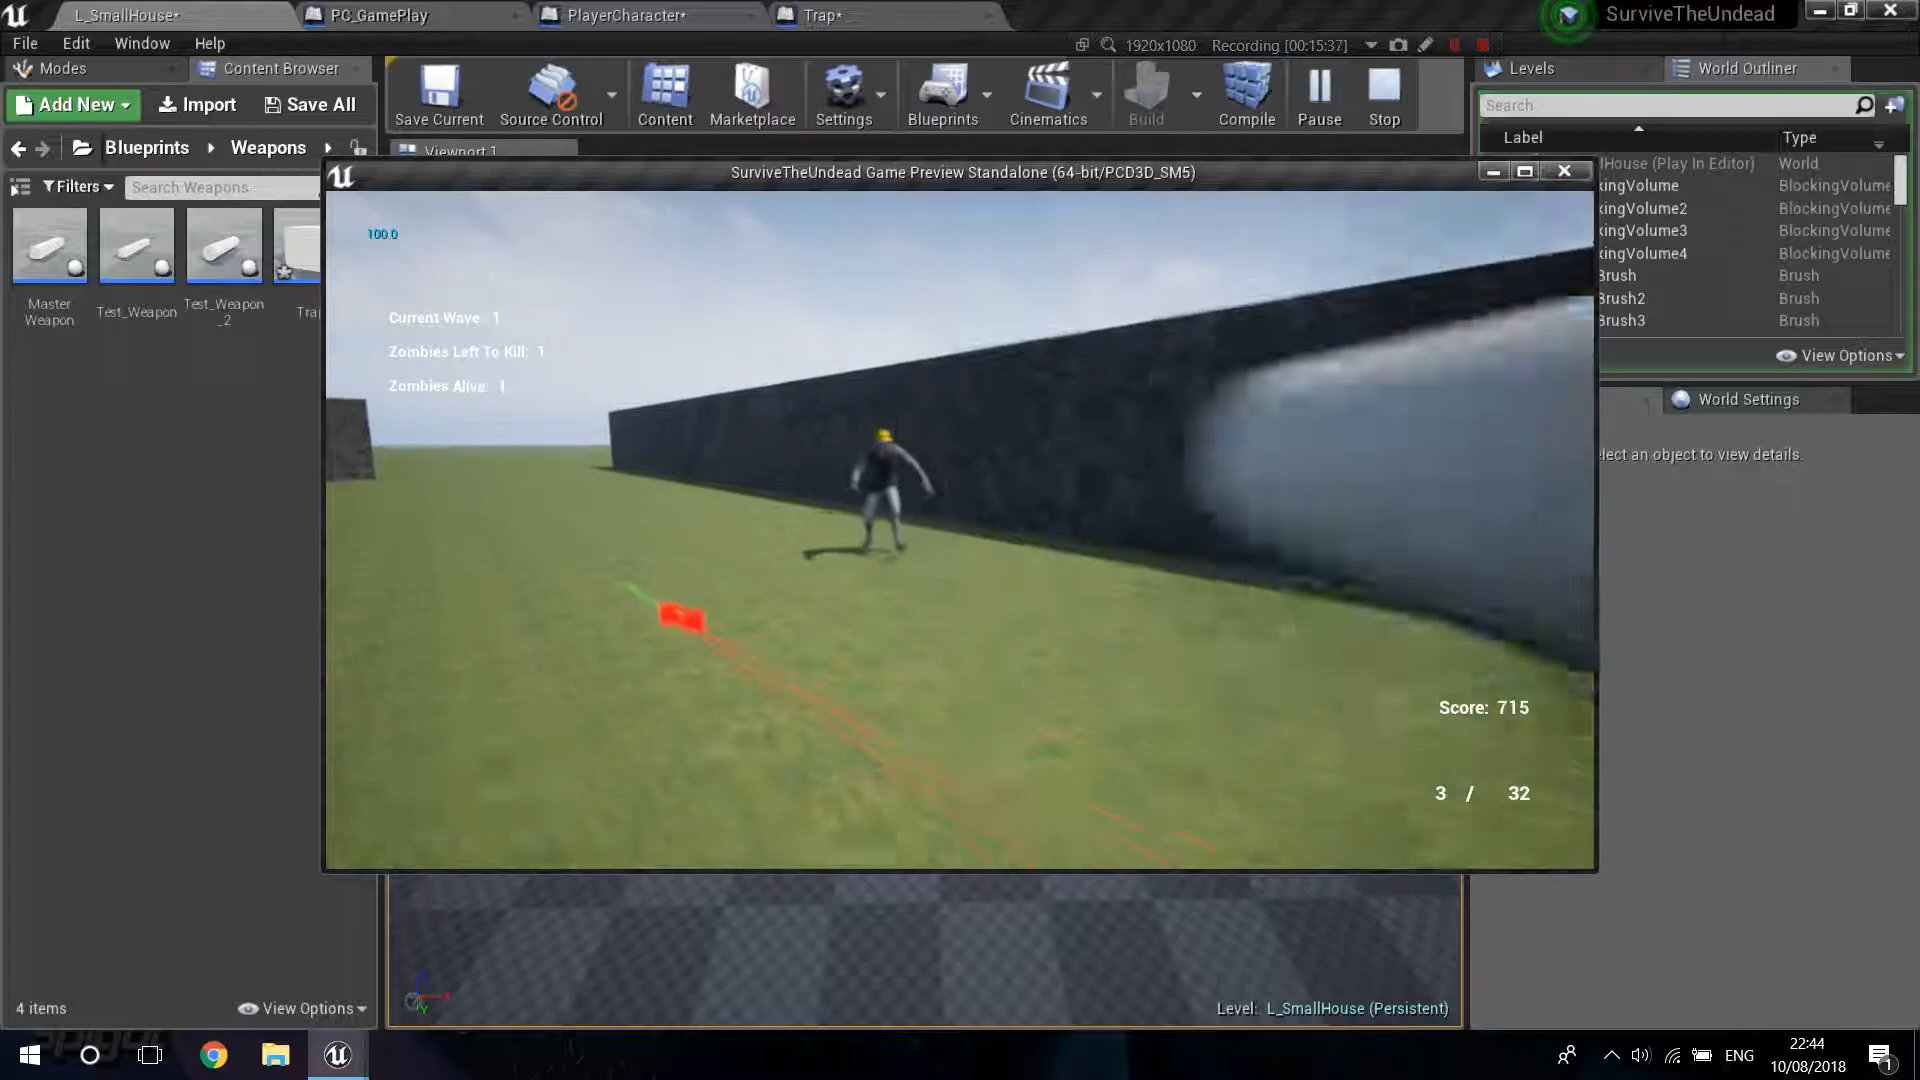 L_SmallHouse*
PC_GamePlay
PlayerCharacter*
Trap*
SurviveTheUndead
File Edit Window Help
1920x1080 Recording [00:15:37]
Modes
Content Browser
Levels
World Outliner
Add New
Import
Save All
Save Current
Source Control
Content
Marketplace
Settings
Blueprints
Cinematics
Build
Compile
Pause
Stop
Search
Label
Type
Blueprints
Weapons
Viewport 1
lHouse (Play In Editor) World
kingVolume BlockingVolume
kingVolume2 BlockingVolume
kingVolume3 BlockingVolume
kingVolume4 BlockingVolume
Brush Brush
Brush2 Brush
Brush3 Brush
View Options
Filters
Search Weapons
Master Weapon
Test_Weapon
Test_Weapon_2
Tra
SurviveTheUndead Game Preview Standalone (64-bit/PCD3D_SM5)
100.0
Current Wave 1
Zombies Left To Kill: 1
Zombies Alive: 1
Score: 715
3 / 32
World Settings
lect an object to view details.
4 items
View Options
Level: L_SmallHouse (Persistent)
ENG
22:44
10/08/2018
1